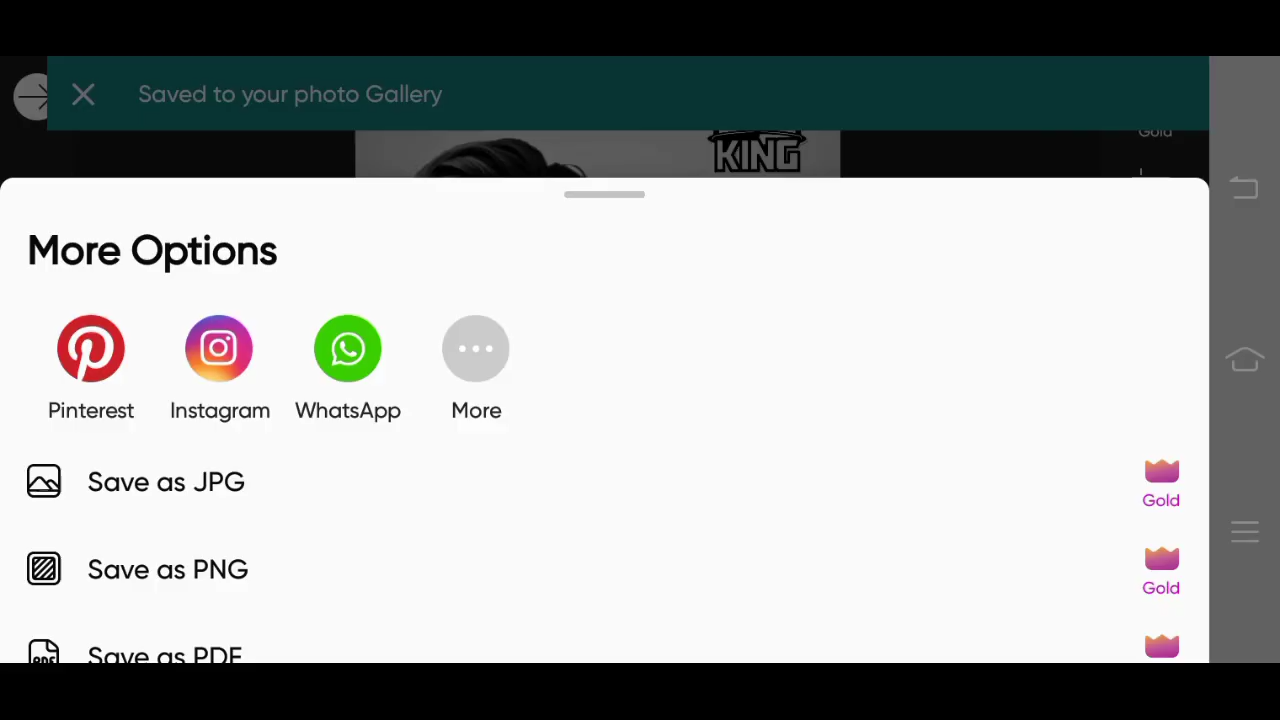 Saved to your photo Gallery
Gold
KING
More Options
Pinterest
Instagram
WhatsApp
More
Save as JPG
Gold
Save as PNG
Gold
Save as PDF